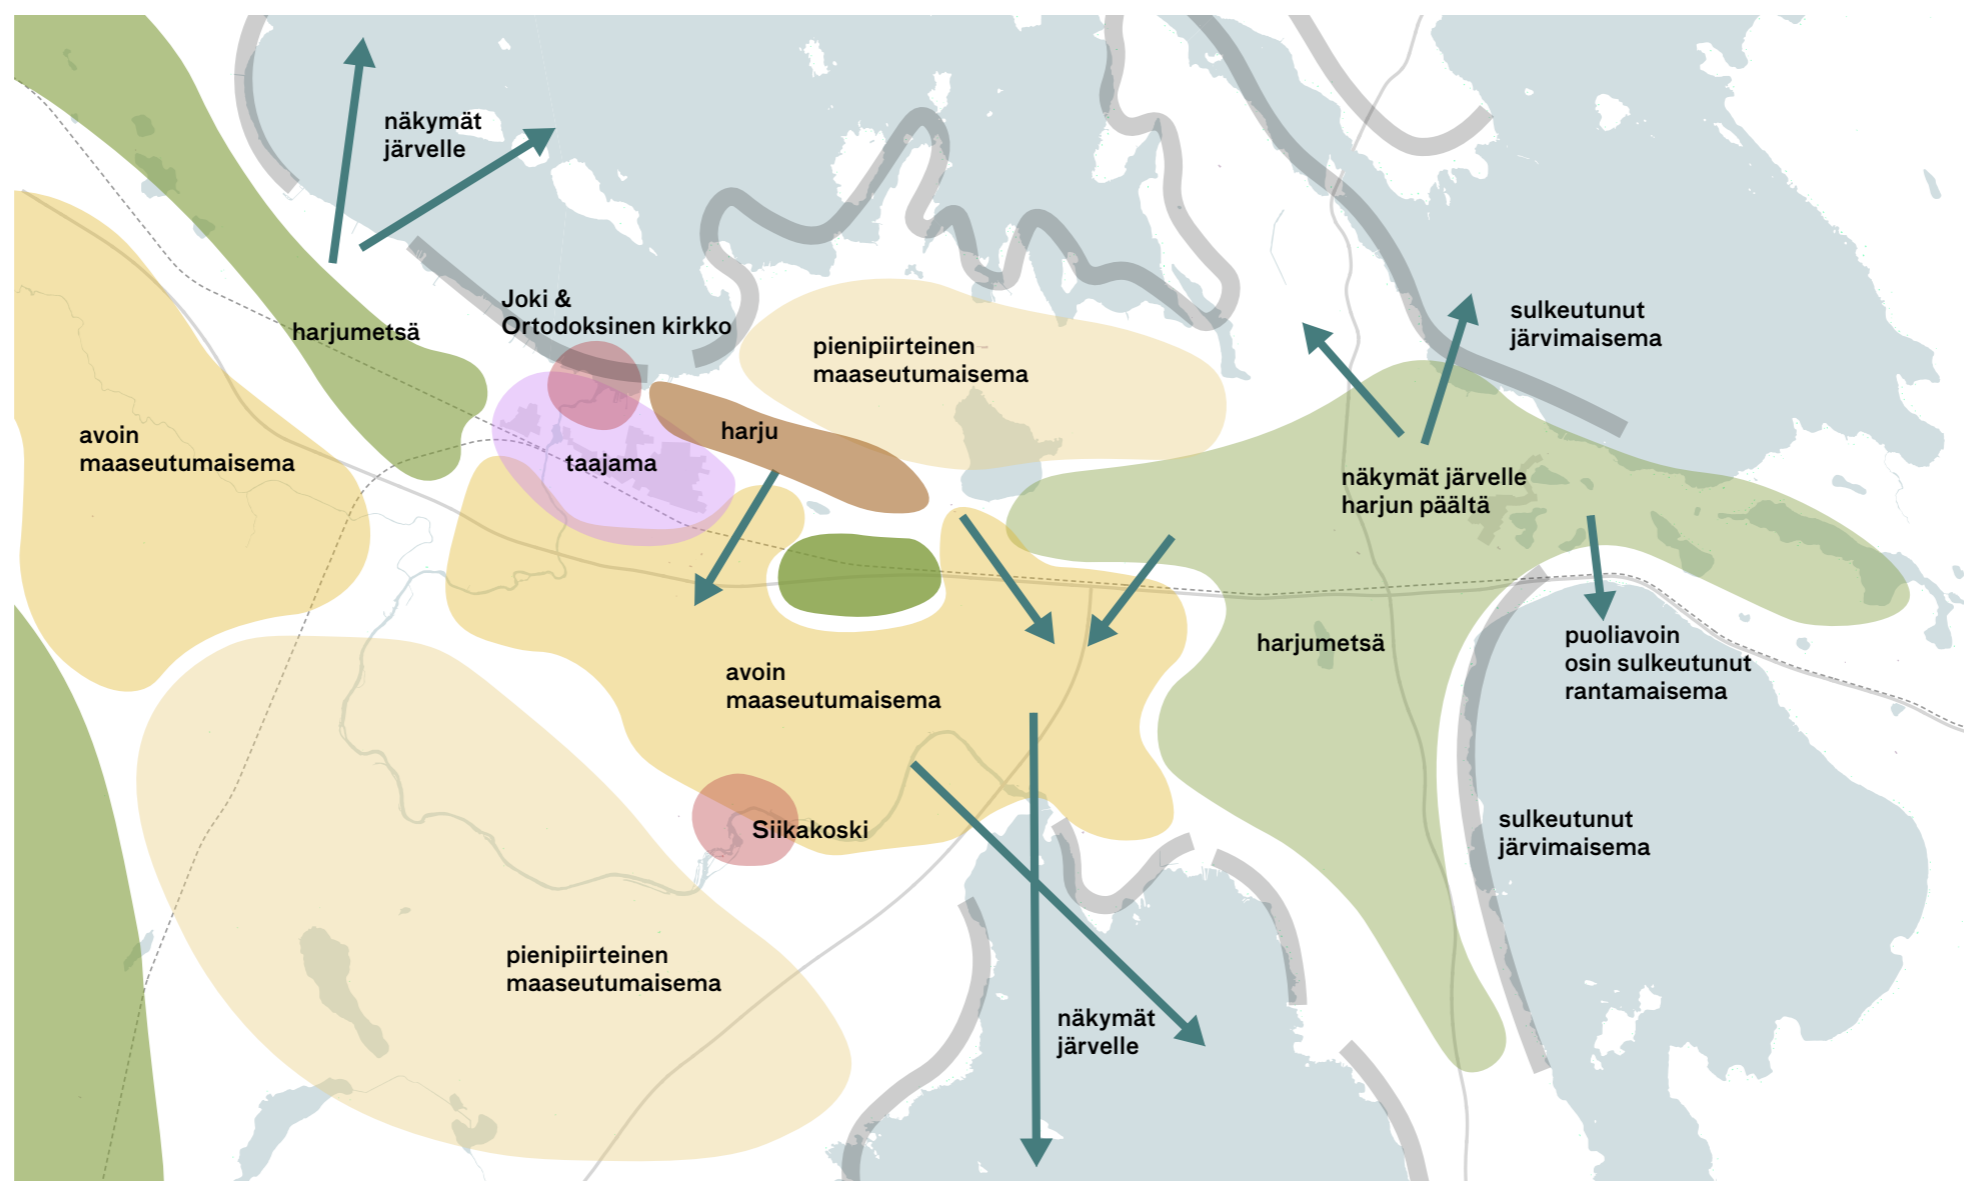 näkymät
järvelle
Joki &
Ortodoksinen kirkko
harjumetsä
pienipiirteinen
maaseutumaisema
sulkeutunut
järvimaisema
avoin
maaseutumaisema
harju
taajama
näkymät järvelle
harjun päältä
harjumetsä
puoliavoin
osin sulkeutunut
rantamaisema
avoin
maaseutumaisema
Siikakoski
sulkeutunut
järvimaisema
pienipiirteinen
maaseutumaisema
näkymät
järvelle